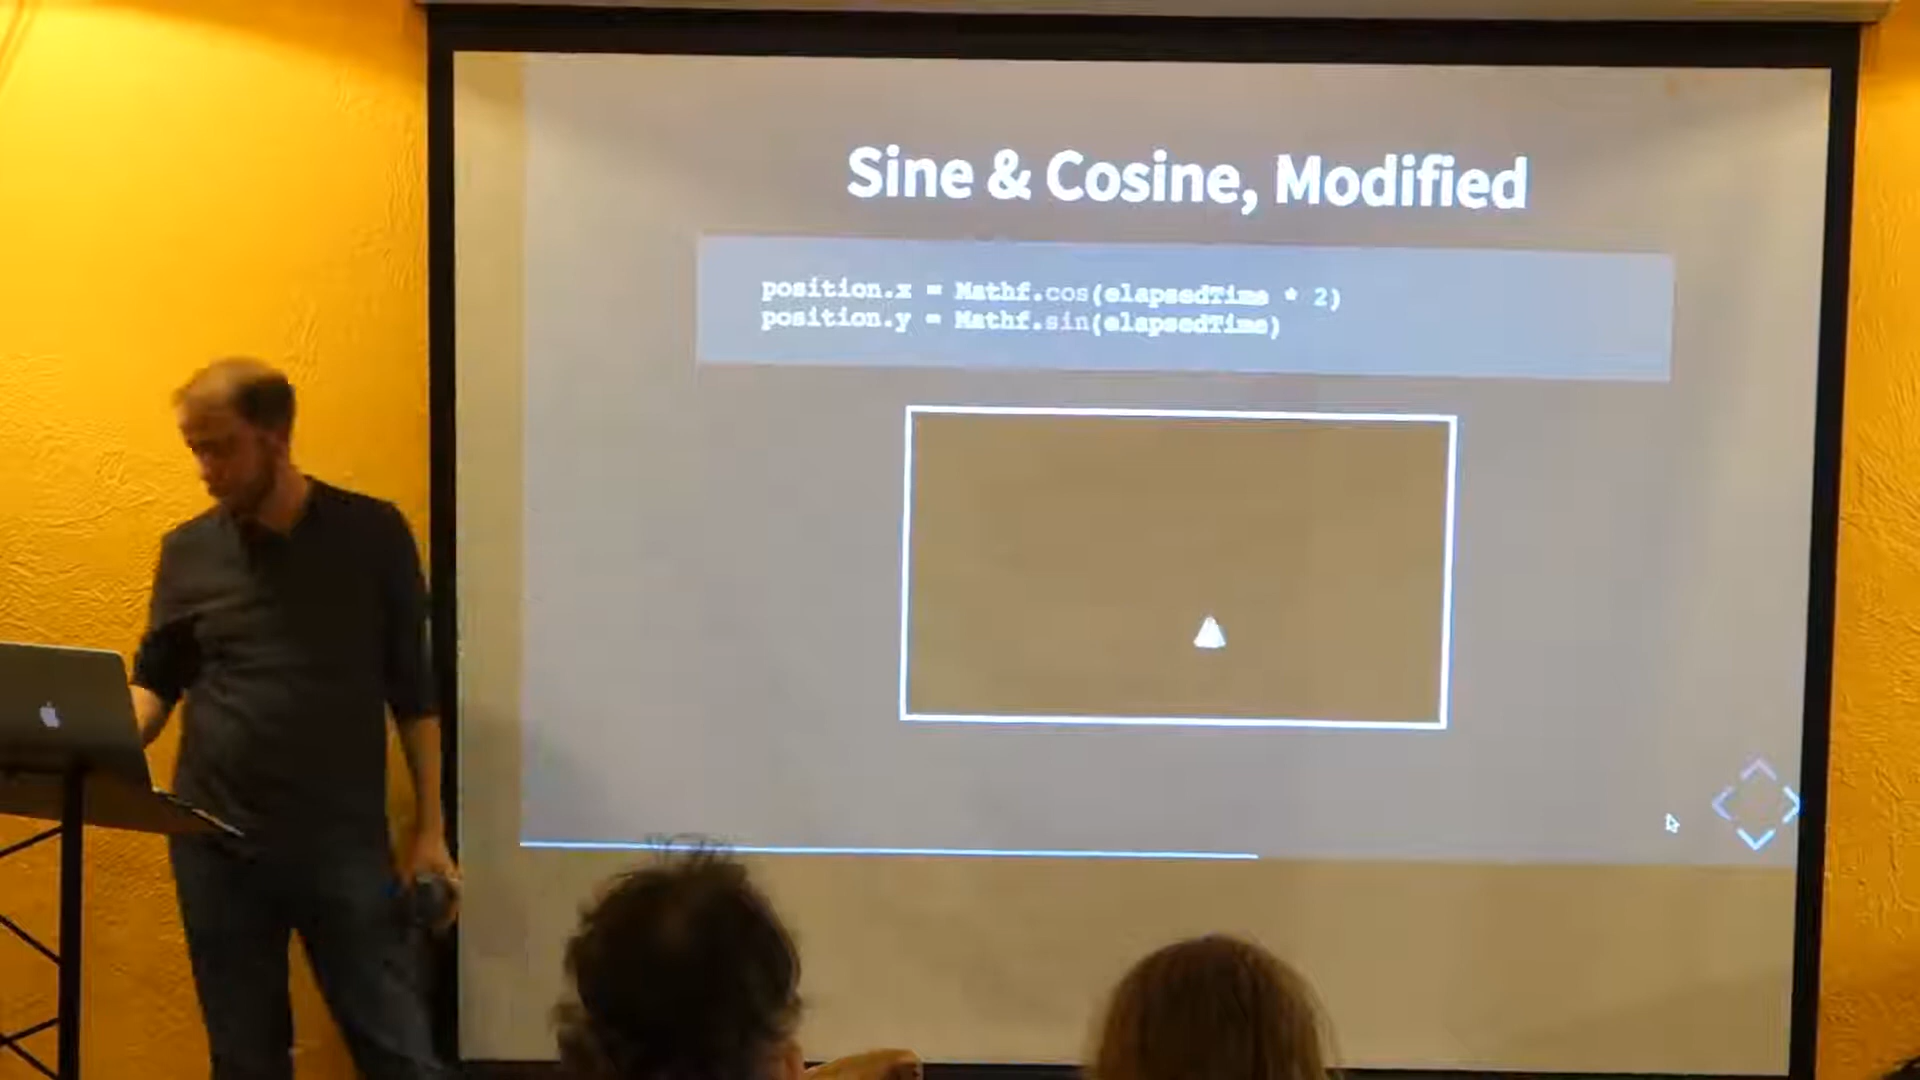 Sine & Cosine, Modified
position.x = Mathf.cos(elapsedTime * 2)
position.y = Mathf.sin(elapsedTime)